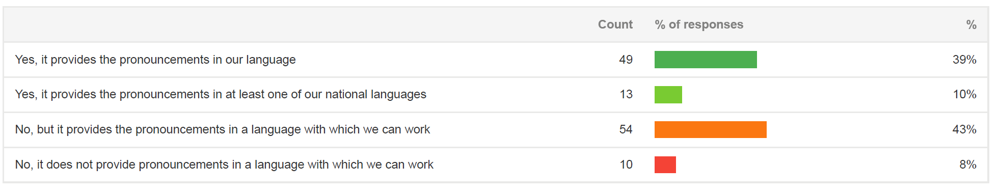 Count % of responses %
Yes, it provides the pronouncements in our language 49 39%
Yes, it provides the pronouncements in at least one of our national languages 13 10%
No, but it provides the pronouncements in a language with which we can work 54 43%
No, it does not provide pronouncements in a language with which we can work 10 8%